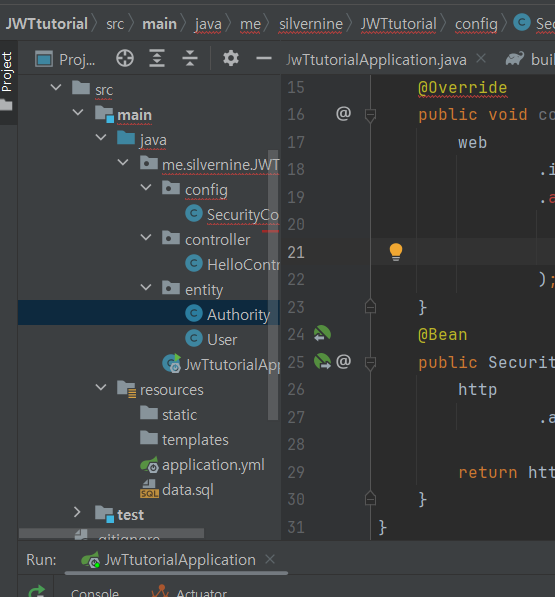 JWTtutorial > src > main > java > me > silvernine > JWTtutorial > config > Sec
Project
Proj...
JwTtutorialApplication.java
buil
src
main
java
me.silvernine.JWT
config
SecurityCo
controller
HelloContr
entity
Authority
User
JwTtutorialApp
resources
static
templates
application.yml
data.sql
test
.gitignore
15 @Override
16 @ public void co
17 web
18 .i
19 .a
20
21
22 );
23 }
24 @Bean
25 @ public Securit
26 http
27 .a
28
29 return htt
30 }
31 }
Run: JwTtutorialApplication
Console Actuator